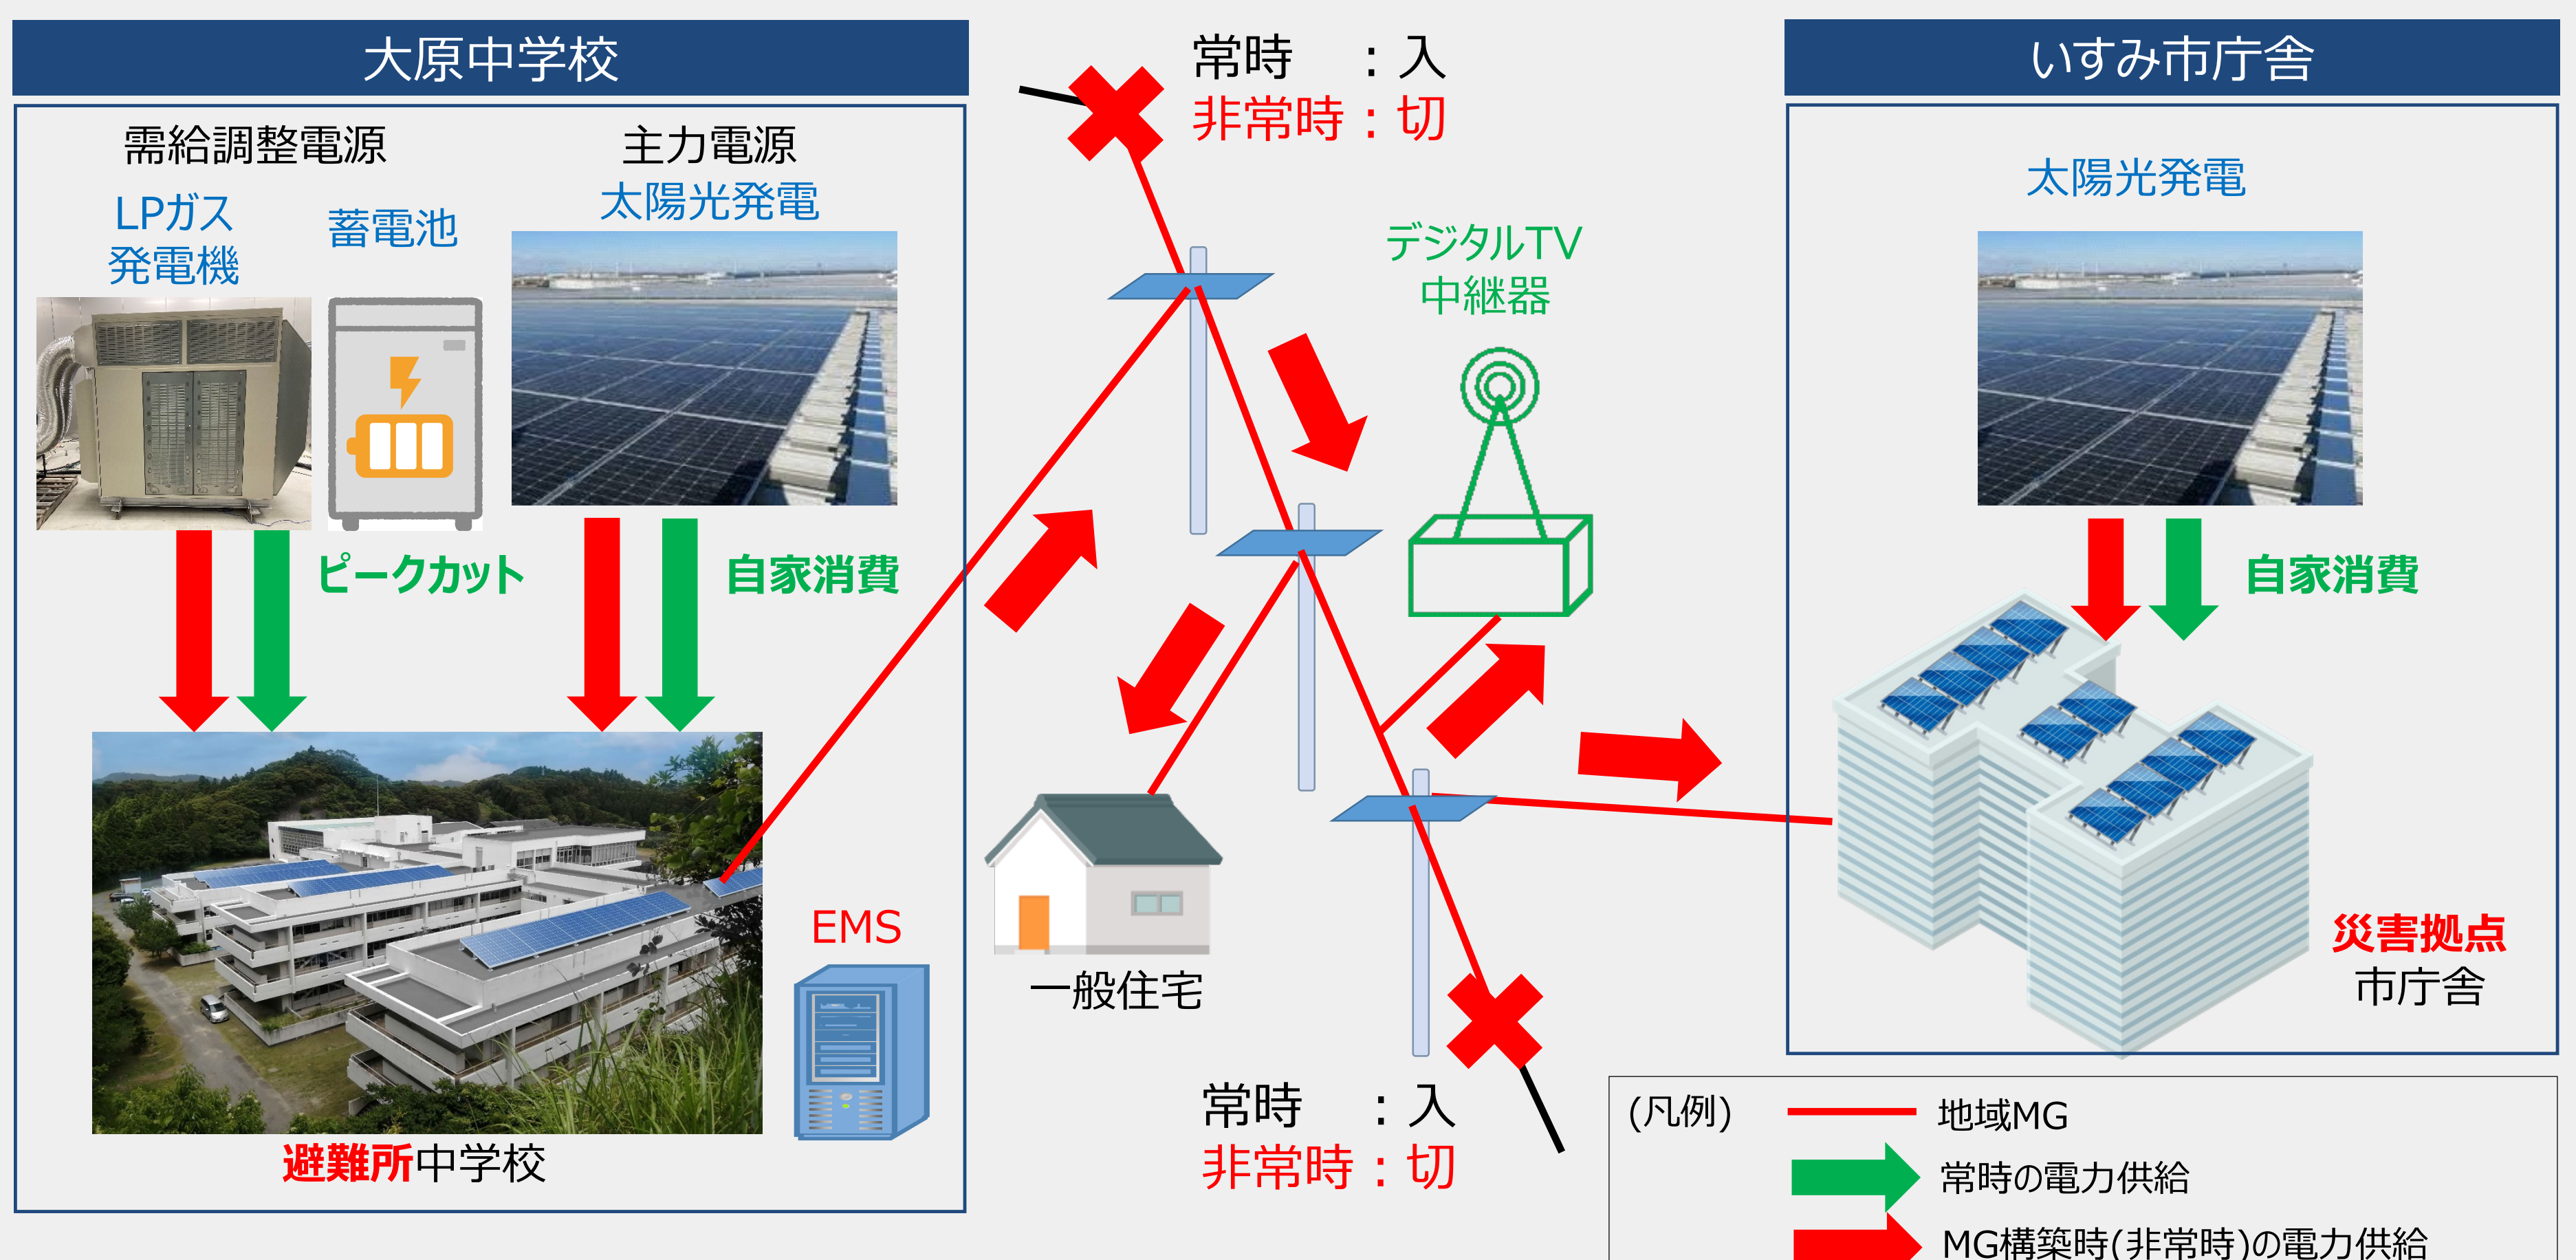 大原中学校
需給調整電源
主力電源
LPガス
発電機
蓄電池
太陽光発電
ピークカット
自家消費
EMS
避難所中学校
常時　：入
非常時：切
デジタルTV
中継器
一般住宅
常時　：入
非常時：切
いすみ市庁舎
太陽光発電
自家消費
災害拠点
市庁舎
(凡例)
地域MG
常時の電力供給
MG構築時(非常時)の電力供給